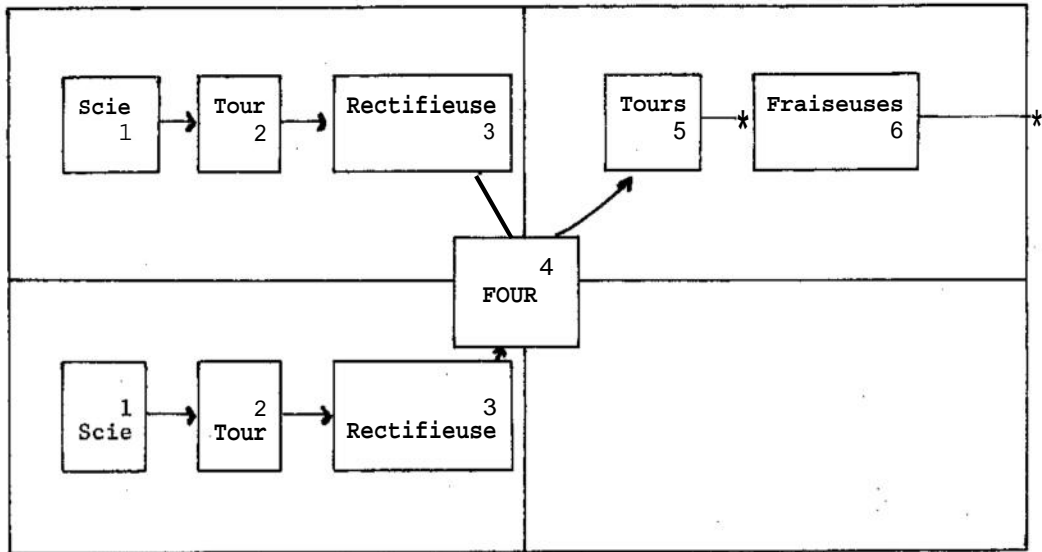 Scie
1
Tour
2
Rectifieuse
3
Tours
5
*
Fraiseuses
6
*
4
FOUR
1
Scie
2
Tour
3
Rectifieuse